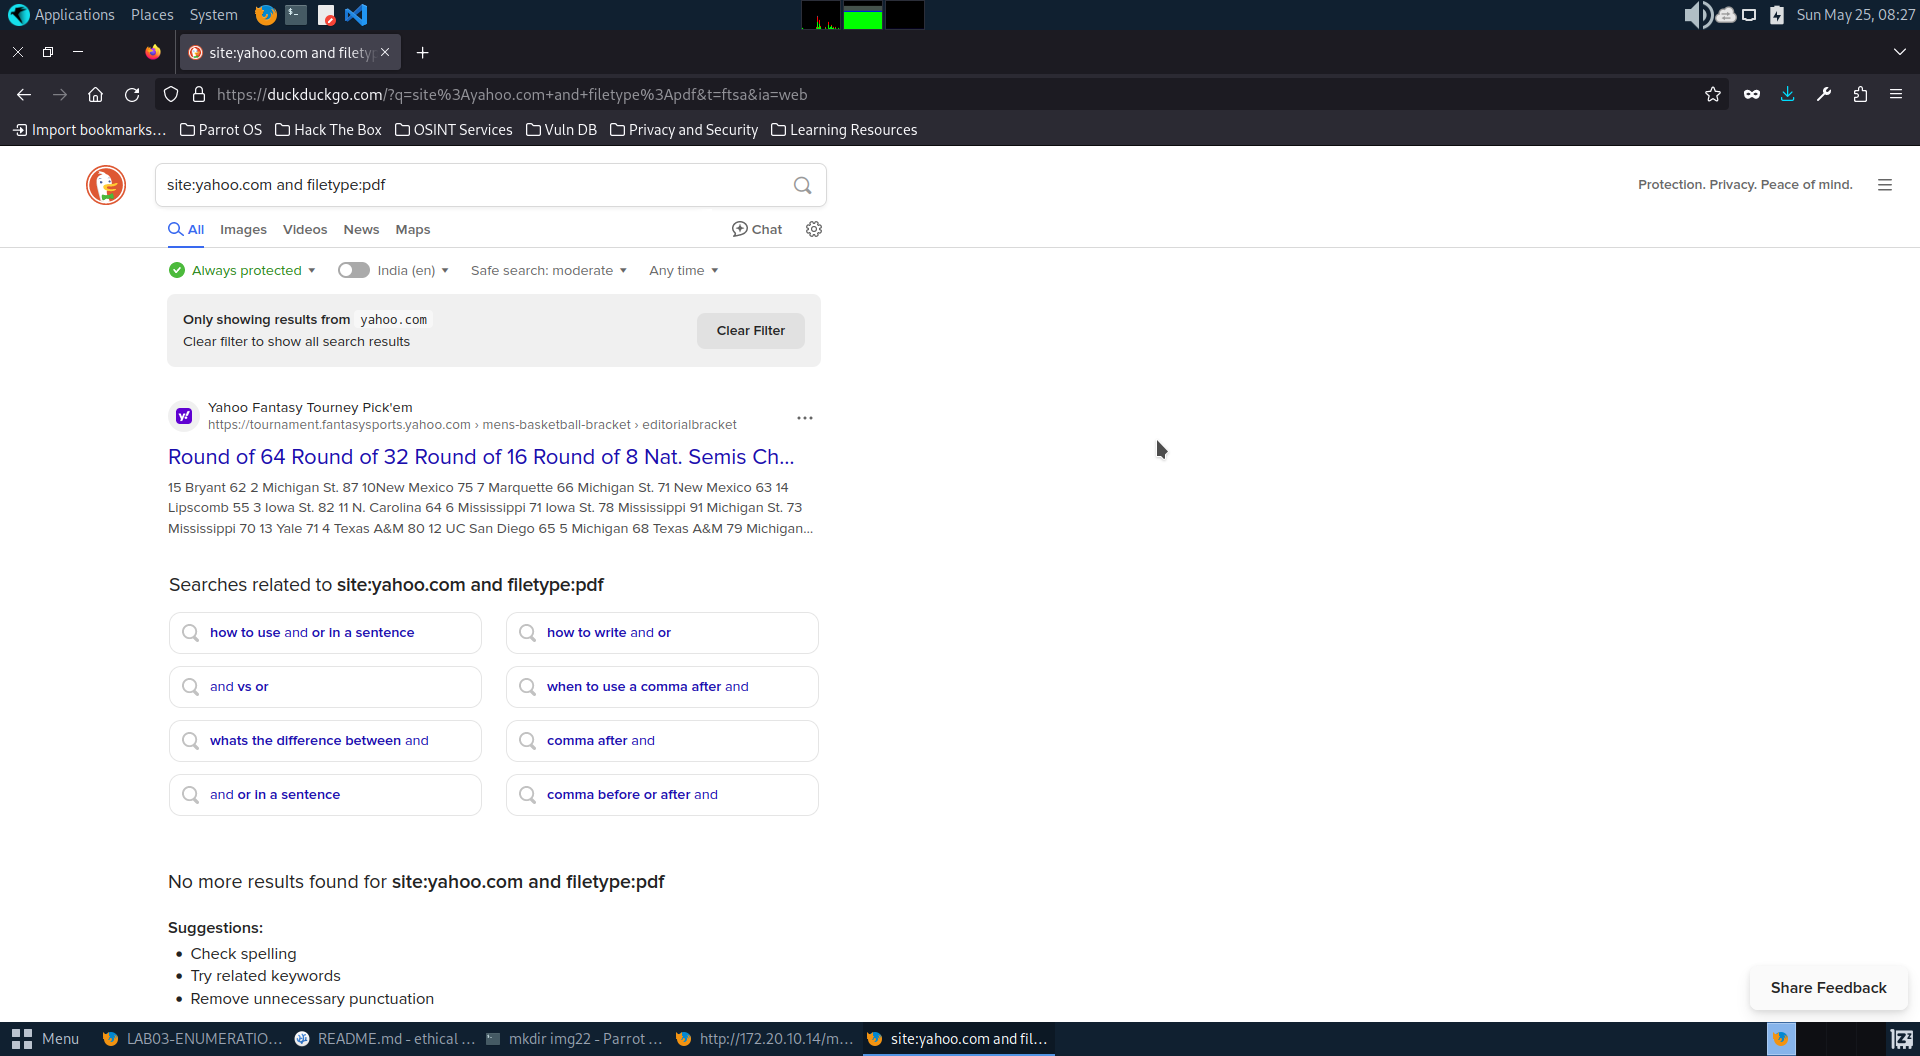 Applications Places System Sun May 25, 08:27
site:yahoo.com and filety
https://duckduckgo.com/?q=site%3Ayahoo.com+and+filetype%3Apdf&t=ftsa&ia=web
Import bookmarks... Parrot OS Hack The Box OSINT Services Vuln DB Privacy and Security Learning Resources
site:yahoo.com and filetype:pdf
Protection. Privacy. Peace of mind.
All Images Videos News Maps Chat
Always protected India (en) Safe search: moderate Any time
Only showing results from yahoo.com
Clear filter to show all search results
Clear Filter
Yahoo Fantasy Tourney Pick'em
https://tournament.fantasysports.yahoo.com › mens-basketball-bracket › editorialbracket
Round of 64 Round of 32 Round of 16 Round of 8 Nat. Semis Ch...
15 Bryant 62 2 Michigan St. 87 10New Mexico 75 7 Marquette 66 Michigan St. 71 New Mexico 63 14
Lipscomb 55 3 Iowa St. 82 11 N. Carolina 64 6 Mississippi 71 Iowa St. 78 Mississippi 91 Michigan St. 73
Mississippi 70 13 Yale 71 4 Texas A&M 80 12 UC San Diego 65 5 Michigan 68 Texas A&M 79 Michigan...
Searches related to site:yahoo.com and filetype:pdf
how to use and or in a sentence
how to write and or
and vs or
when to use a comma after and
whats the difference between and
comma after and
and or in a sentence
comma before or after and
No more results found for site:yahoo.com and filetype:pdf
Suggestions:
• Check spelling
• Try related keywords
• Remove unnecessary punctuation
Share Feedback
Menu LAB03-ENUMERATIO... README.md - ethical ... mkdir img22 - Parrot ... http://172.20.10.14/m... site:yahoo.com and fil...